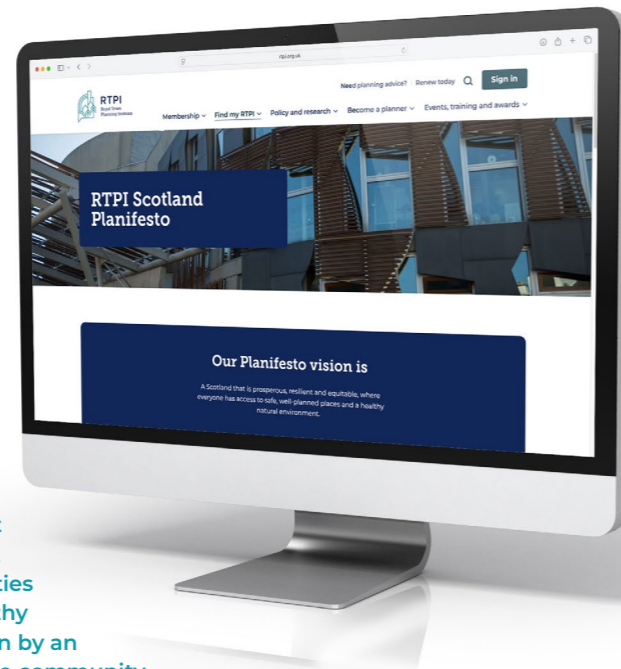 rtpi.org.uk
RTPI
Royal Town
Planning Institute
Need planning advice? Renew today
Sign in
Membership Find my RTPI Policy and research Become a planner Events, training and awards
RTPI Scotland
Planifesto
Our Planifesto vision is
A Scotland that is prosperous, resilient and equitable, where
everyone has access to safe, well-planned places and a healthy
natural environment.
ties
thy
n by an
community